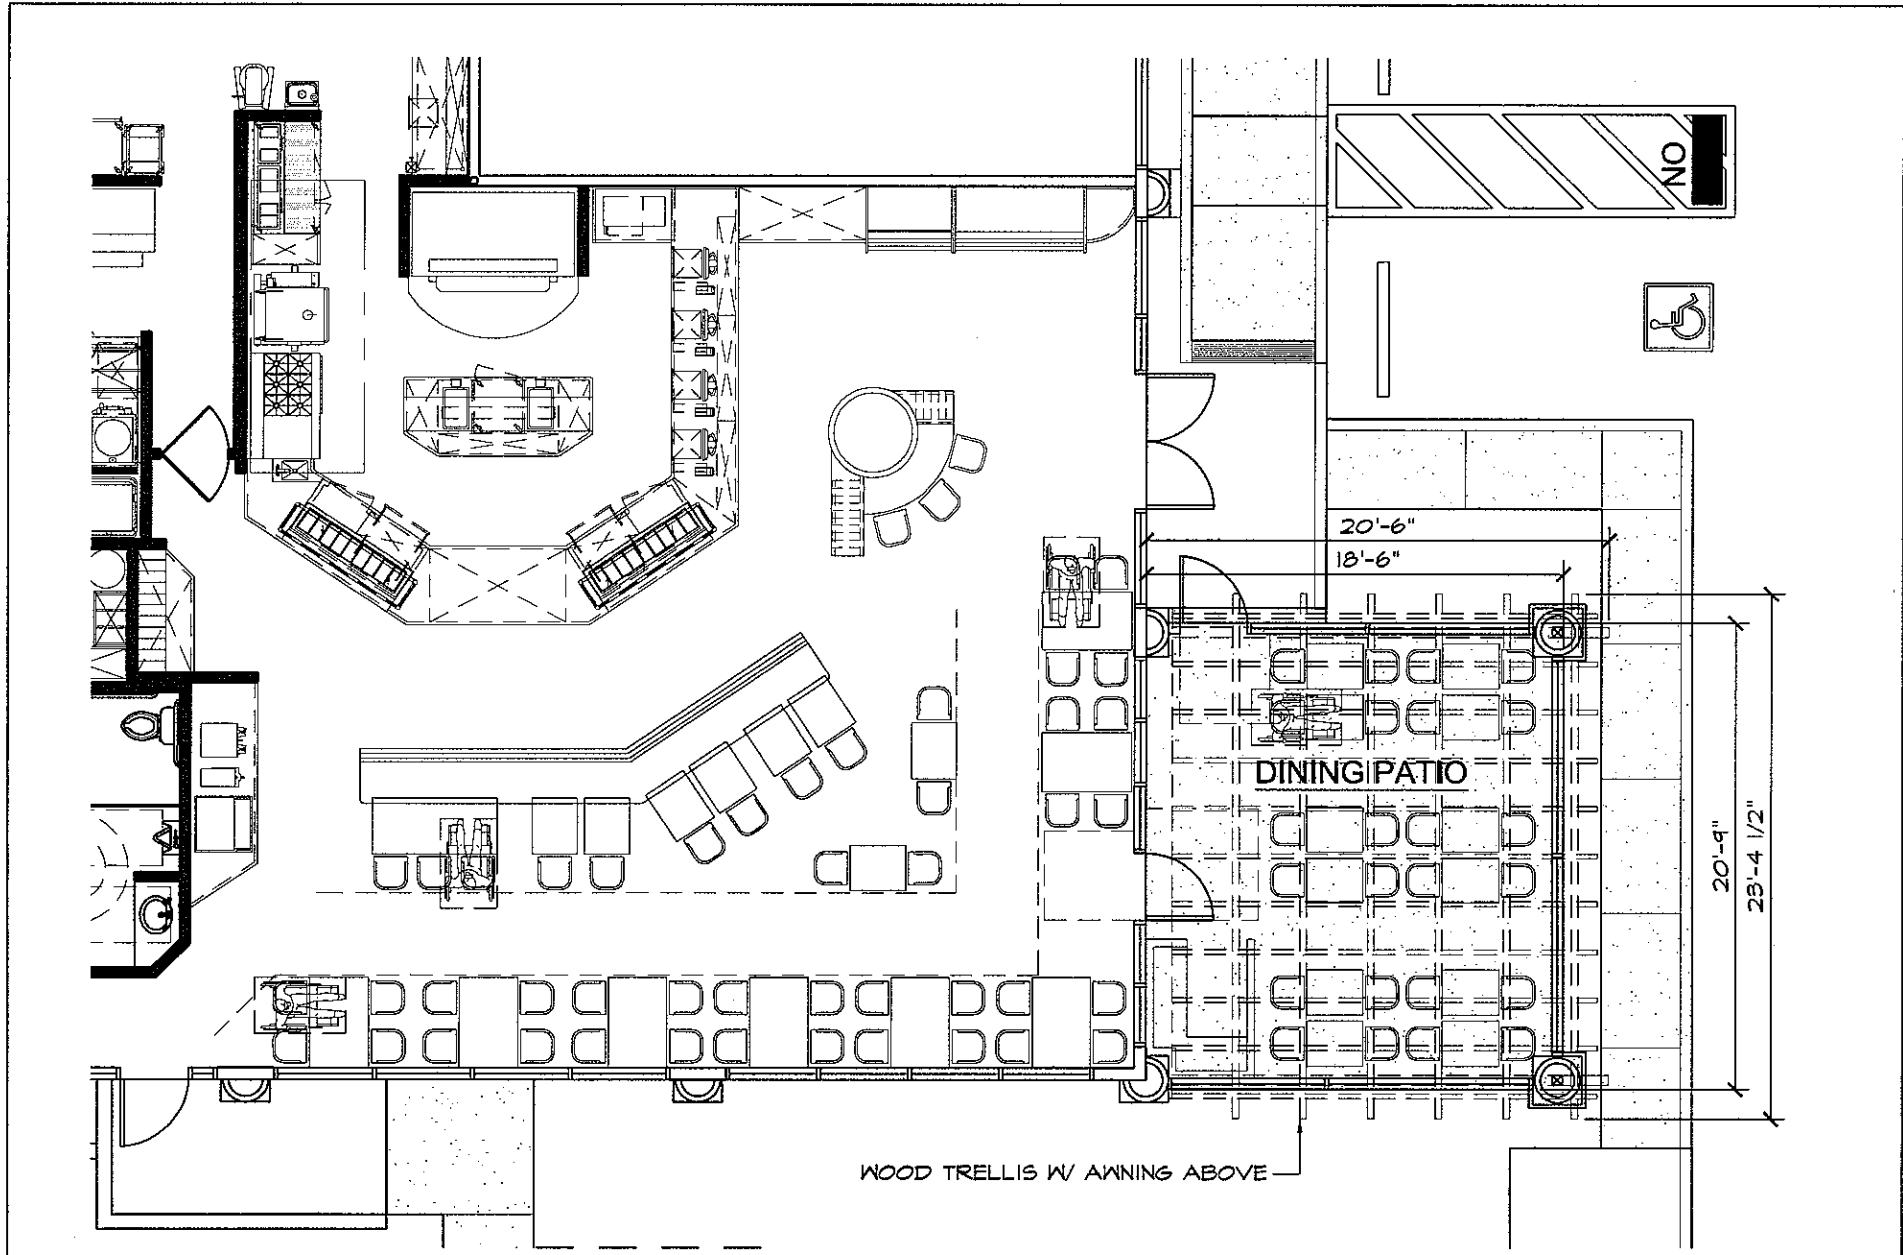 NO
20'-6"
18'-6"
DINING PATIO
20'-9"
23'-4 1/2"
WOOD TRELLIS W/ AWNING ABOVE